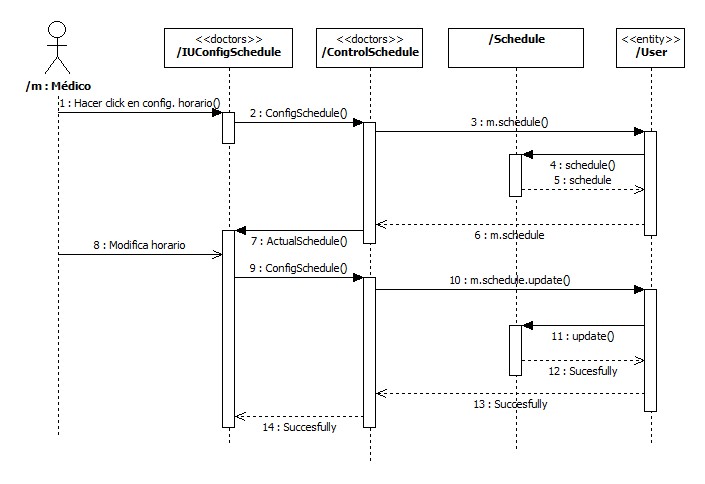 <<doctors>>
/IUConfigSchedule
<<doctors>>
/ControlSchedule
/Schedule
<<entity>>
/User
/m : Médico
1 : Hacer click en config. horario()
2 : ConfigSchedule()
3 : m.schedule()
4 : schedule()
5 : schedule
6 : m.schedule
7 : ActualSchedule()
8 : Modifica horario
9 : ConfigSchedule()
10 : m.schedule.update()
11 : update()
12 : Sucesfully
13 : Succesfully
14 : Succesfully